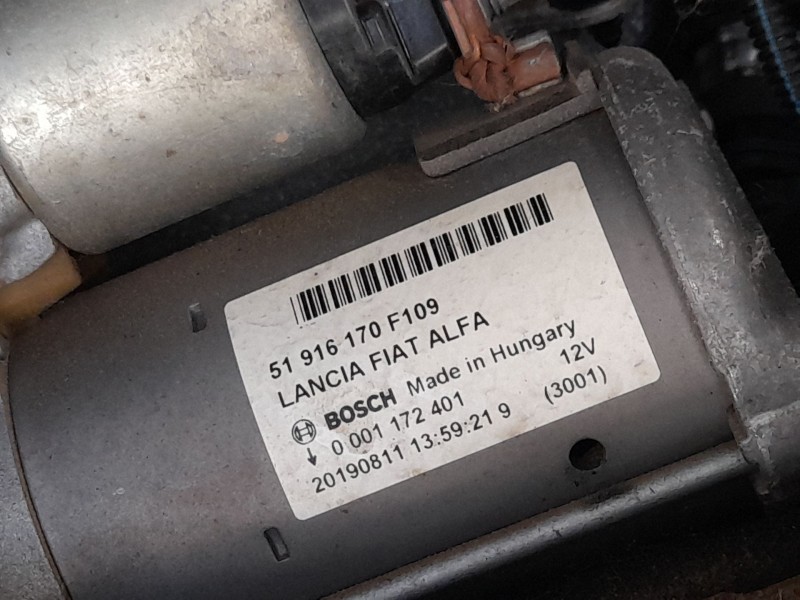 51 916 170 F109
LANCIA FIAT ALFA
BOSCH Made in Hungary
0 001 172 401 12V
20190811 13:59:21 9 (3001)